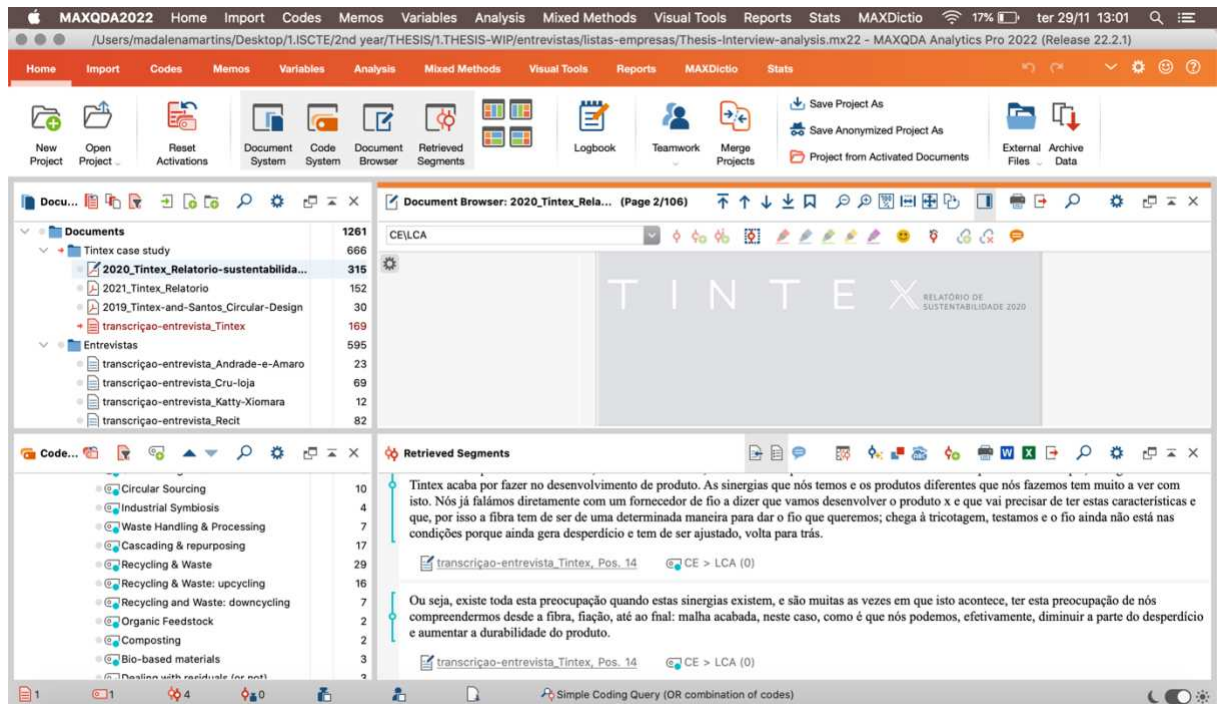 MAXQDA2022 Home Import Codes Memos Variables Analysis Mixed Methods Visual Tools Reports Stats MAXDictio 17% ter 29/11 13:01
/Users/madalenamartins/Desktop/1.ISCTE/2nd year/THESIS/1.THESIS-WIP/entrevistas/listas-empresas/Thesis-Interview-analysis.mx22 - MAXQDA Analytics Pro 2022 (Release 22.2.1)
Home Import Codes Memos Variables Analysis Mixed Methods Visual Tools Reports MAXDictio Stats
New Project
Open Project
Reset Activations
Document System
Code System
Document Browser
Retrieved Segments
Logbook
Teamwork
Merge Projects
Save Project As
Save Anonymized Project As
Project from Activated Documents
External Files
Archive Data
Docu...
Documents 1261
Tintex case study 666
2020_Tintex_Relatorio-sustentabilida... 315
2021_Tintex_Relatorio 152
2019_Tintex-and-Santos_Circular-Design 30
transcriçao-entrevista_Tintex 169
Entrevistas 595
transcriçao-entrevista_Andrade-e-Amaro 23
transcriçao-entrevista_Cru-loja 69
transcriçao-entrevista_Katty-Xiomara 12
transcriçao-entrevista_Recit 82
Document Browser: 2020_Tintex_Rela... (Page 2/106)
CE\LCA
TINTEX
RELATÓRIO DE
SUSTENTABILIDADE 2020
Code...
Circular Sourcing 10
Industrial Symbiosis 4
Waste Handling & Processing 7
Cascading & repurposing 17
Recycling & Waste 29
Recycling & Waste: upcycling 16
Recycling and Waste: downcycling 7
Organic Feedstock 2
Composting 2
Bio-based materials 3
Dealing with residuals (or not)
Retrieved Segments
Tintex acaba por fazer no desenvolvimento de produto. As sinergias que nós temos e os produtos diferentes que nós fazemos tem muito a ver com
isto. Nós já falámos diretamente com um fornecedor de fio a dizer que vamos desenvolver o produto x e que vai precisar de ter estas características e
que, por isso a fibra tem de ser de uma determinada maneira para dar o fio que queremos; chega à tricotagem, testamos e o fio ainda não está nas
condições porque ainda gera desperdício e tem de ser ajustado, volta para trás.
transcriçao-entrevista_Tintex, Pos. 14 CE > LCA (0)
Ou seja, existe toda esta preocupação quando estas sinergias existem, e são muitas as vezes em que isto acontece, ter esta preocupação de nós
compreendermos desde a fibra, fiação, até ao fnal: malha acabada, neste caso, como é que nós podemos, efetivamente, diminuir a parte do desperdício
e aumentar a durabilidade do produto.
transcriçao-entrevista_Tintex, Pos. 14 CE > LCA (0)
1 1 4 0 Simple Coding Query (OR combination of codes)